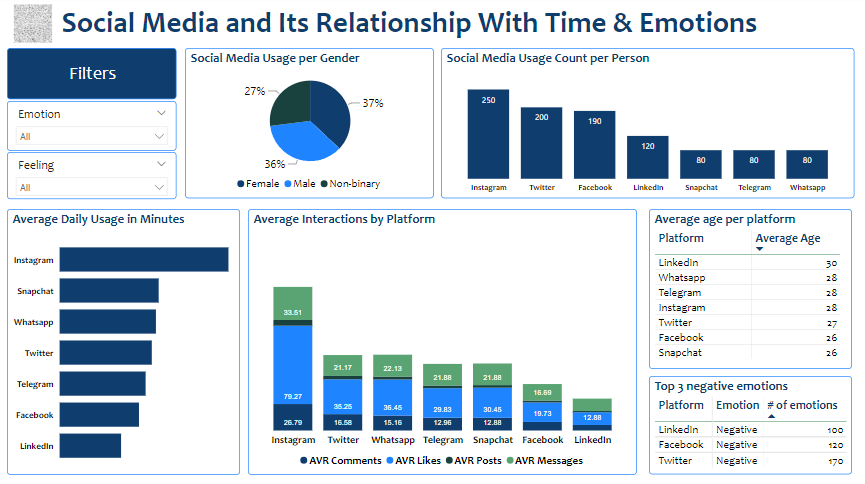 Social Media and Its Relationship With Time & Emotions
Filters
Emotion
All
Feeling
All
Social Media Usage per Gender
27%
37%
36%
Female Male Non-binary
Social Media Usage Count per Person
250
200
190
120
80
80
80
Instagram Twitter Facebook LinkedIn Snapchat Telegram Whatsapp
Average Daily Usage in Minutes
Instagram
Snapchat
Whatsapp
Twitter
Telegram
Facebook
LinkedIn
Average Interactions by Platform
33.61
79.27
26.79
21.17
35.25
16.58
22.13
36.45
15.16
21.88
29.83
12.96
21.88
30.45
12.88
16.69
19.73
12.88
Instagram Twitter Whatsapp Telegram Snapchat Facebook LinkedIn
AVR Comments AVR Likes AVR Posts AVR Messages
Average age per platform
Platform Average Age
LinkedIn 30
Whatsapp 28
Telegram 28
Instagram 28
Twitter 27
Facebook 26
Snapchat 26
Top 3 negative emotions
Platform Emotion # of emotions
LinkedIn Negative 100
Facebook Negative 120
Twitter Negative 170